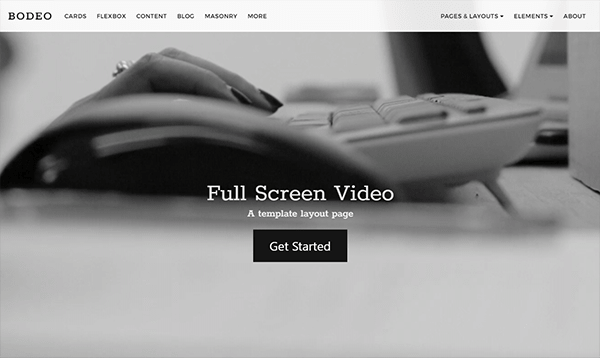 BODEO CARDS FLEXBOX CONTENT BLOG MASONRY MORE PAGES & LAYOUTS ELEMENTS ABOUT
Full Screen Video
A template layout page
Get Started